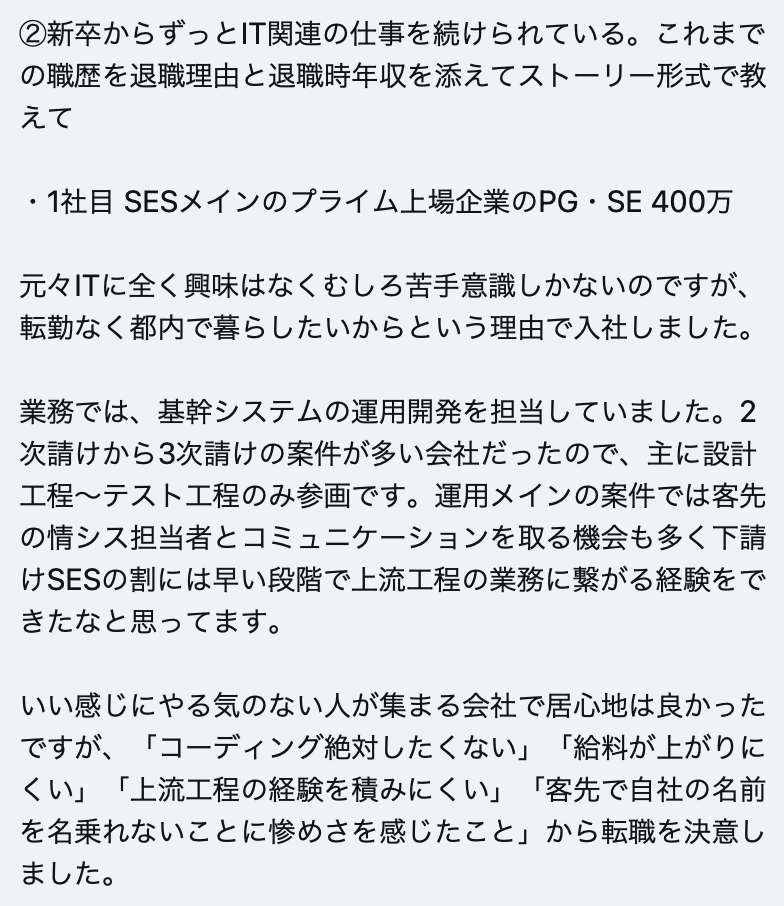 ②新卒からずっとIT関連の仕事を続けられている。これまで
の職歴を退職理由と退職時年収を添えてストーリー形式で教
えて
・1社目 SESメインのプライム上場企業のPG・SE 400万
元々ITに全く興味はなくむしろ苦手意識しかないのですが、
転勤なく都内で暮らしたいからという理由で入社しました。
業務では、基幹システムの運用開発を担当していました。2
次請けから3次請けの案件が多い会社だったので、主に設計
工程〜テスト工程のみ参画です。運用メインの案件では客先
の情シス担当者とコミュニケーションを取る機会も多く下請
けSESの割には早い段階で上流工程の業務に繋がる経験をで
きたなと思ってます。
いい感じにやる気のない人が集まる会社で居心地は良かった
ですが、「コーディング絶対したくない」「給料が上がりに
くい」「上流工程の経験を積みにくい」「客先で自社の名前
を名乗れないことに惨めさを感じたこと」から転職を決意し
ました。